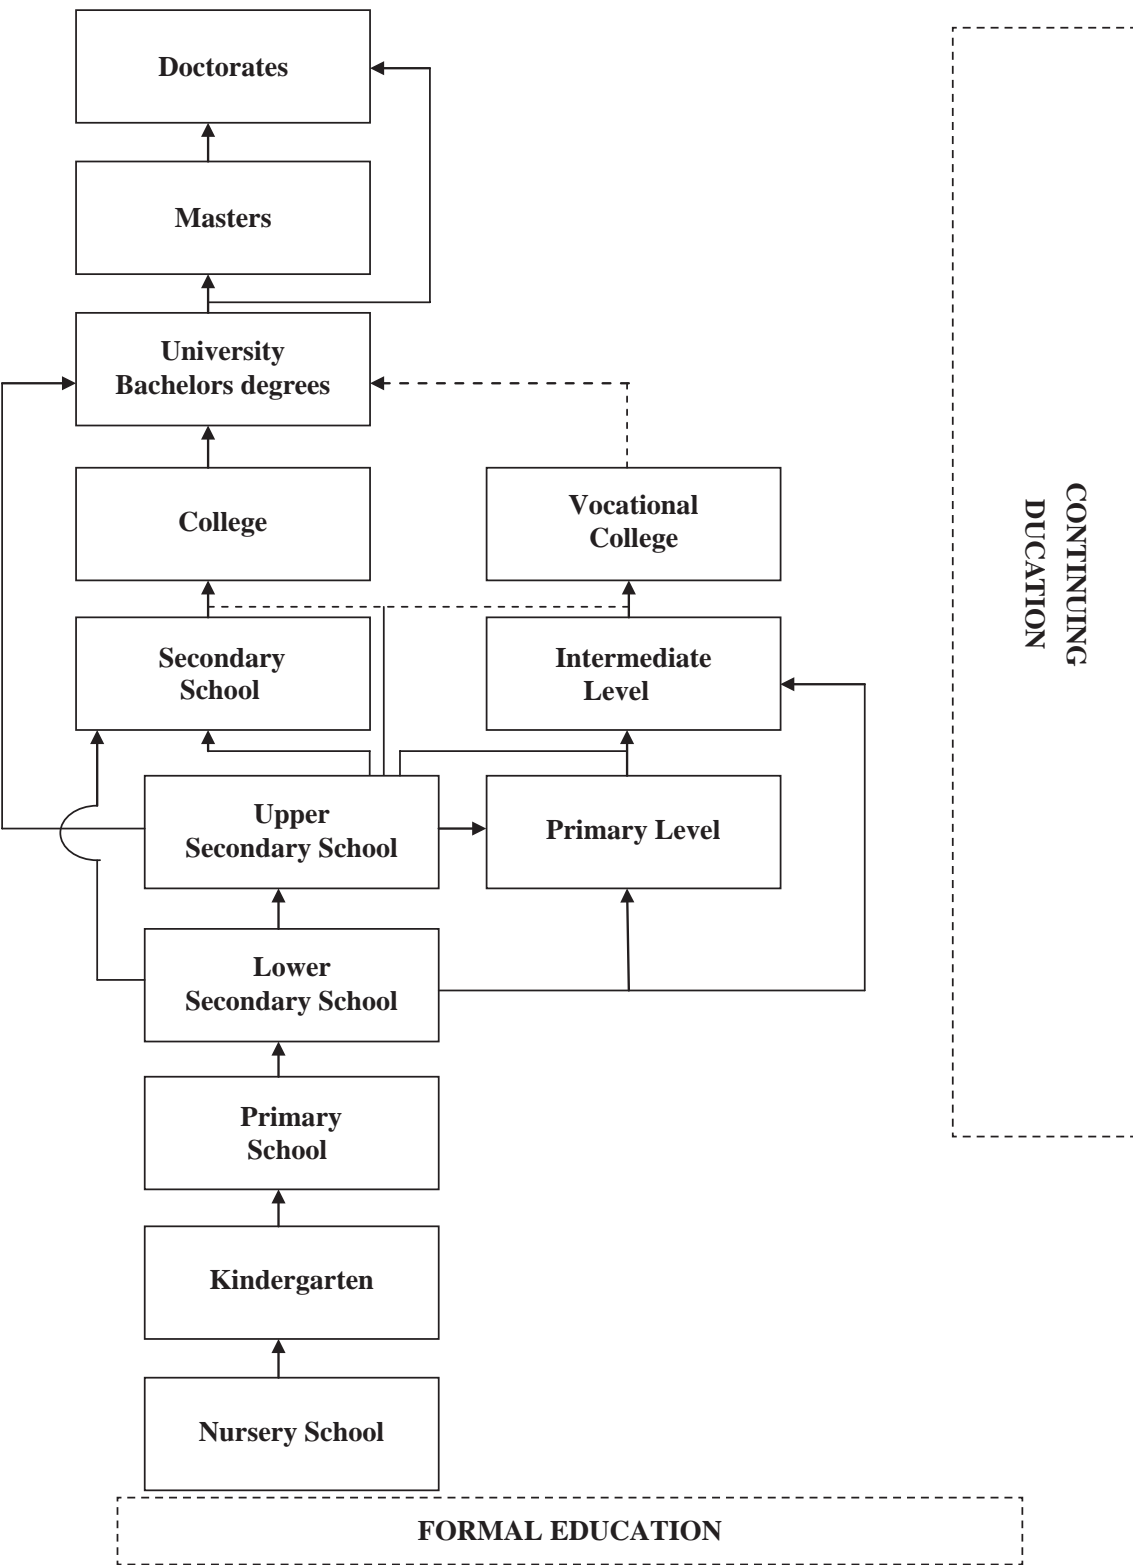 Doctorates
Masters
University
Bachelors degrees
College
Vocational
College
Secondary
School
Intermediate
Level
Upper
Secondary School
Primary Level
Lower
Secondary School
Primary
School
Kindergarten
Nursery School
FORMAL EDUCATION
CONTINUING
DUCATION